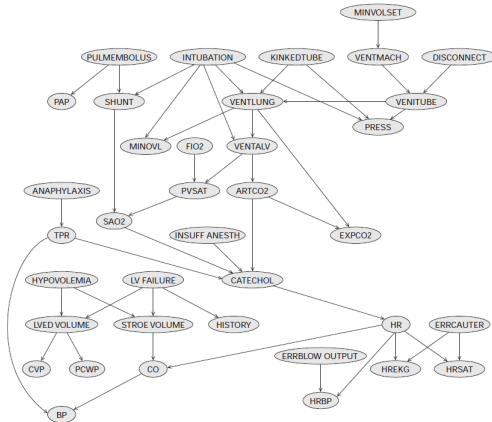 MINVOLSET
PULMEMBOLUS INTUBATION KINKEDTUBE VENTMACH DISCONNECT
PAP SHUNT VENTLUNG VENITUBE
PRESS
MINOVL FIO2 VENTALV
ANAPHYLAXIS PVSAT ARTCO2
SAO2
TPR INSUFF ANESTH EXPCO2
HYPOVOLEMIA LV FAILURE CATECHOL
LVED VOLUME STROE VOLUME HISTORY HR ERRCAUTER
ERRBLOW OUTPUT
CVP PCWP CO HREKG HRSAT
HRBP
BP